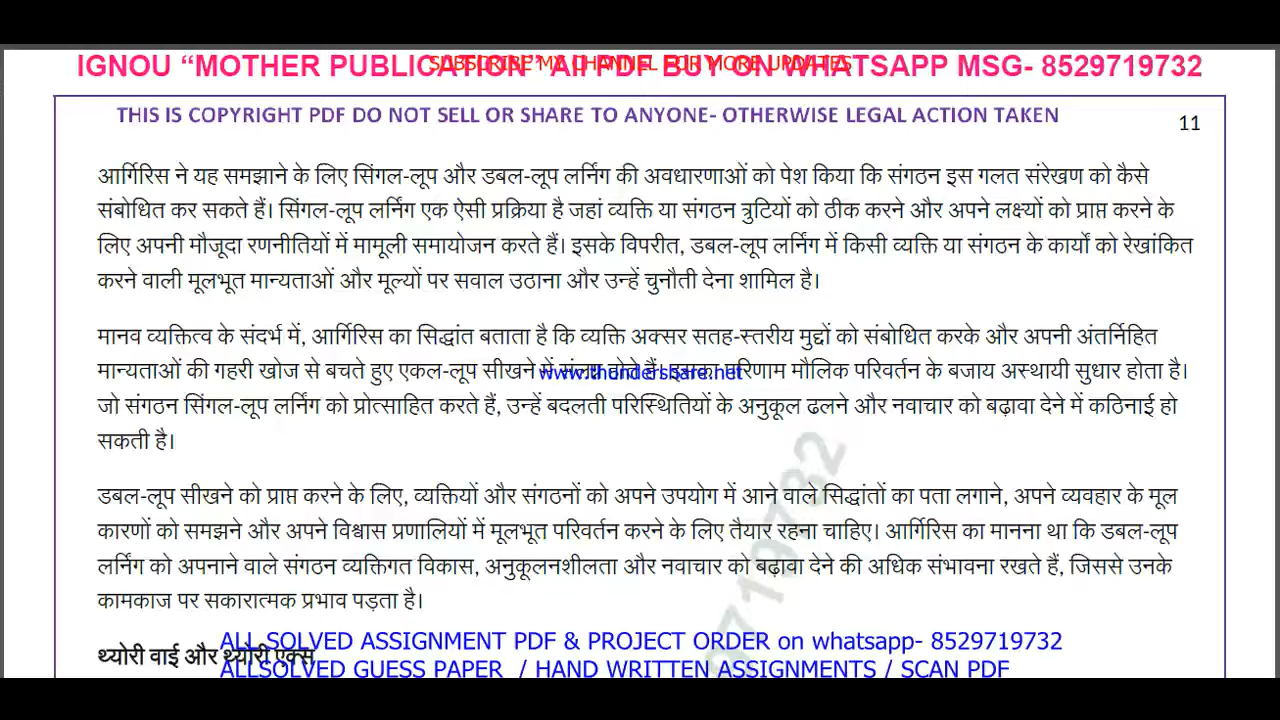 SUBSCRIBE MY CHANNEL FOR MORE UPDATES
IGNOU “MOTHER PUBLICATION” All PDF BUY ON WHATSAPP MSG- 8529719732
THIS IS COPYRIGHT PDF DO NOT SELL OR SHARE TO ANYONE- OTHERWISE LEGAL ACTION TAKEN
11
आर्गिरिस ने यह समझाने के लिए सिंगल-लूप और डबल-लूप लर्निंग की अवधारणाओं को पेश किया कि संगठन इस गलत संरेखण को कैसे
संबोधित कर सकते हैं। सिंगल-लूप लर्निंग एक ऐसी प्रक्रिया है जहां व्यक्ति या संगठन त्रुटियों को ठीक करने और अपने लक्ष्यों को प्राप्त करने के
लिए अपनी मौजूदा रणनीतियों में मामूली समायोजन करते हैं। इसके विपरीत, डबल-लूप लर्निंग में किसी व्यक्ति या संगठन के कार्यों को रेखांकित
करने वाली मूलभूत मान्यताओं और मूल्यों पर सवाल उठाना और उन्हें चुनौती देना शामिल है।
मानव व्यक्तित्व के संदर्भ में, आर्गिरिस का सिद्धांत बताता है कि व्यक्ति अक्सर सतह-स्तरीय मुद्दों को संबोधित करके और अपनी अंतर्निहित
मान्यताओं की गहरी खोज से बचते हुए एकल-लूप सीखने में होते हैं। परिणाम मौलिक परिवर्तन के बजाय अस्थायी सुधार होता है।
www.thundershare.net
जो संगठन सिंगल-लूप लर्निंग को प्रोत्साहित करते हैं, उन्हें बदलती परिस्थितियों के अनुकूल ढलने और नवाचार को बढ़ावा देने में कठिनाई हो
सकती है।
डबल-लूप सीखने को प्राप्त करने के लिए, व्यक्तियों और संगठनों को अपने उपयोग में आने वाले सिद्धांतों का पता लगाने, अपने व्यवहार के मूल
कारणों को समझने और अपने विश्वास प्रणालियों में मूलभूत परिवर्तन करने के लिए तैयार रहना चाहिए। आर्गिरिस का मानना था कि डबल-लूप
लर्निंग को अपनाने वाले संगठन व्यक्तिगत विकास, अनुकूलनशीलता और नवाचार को बढ़ावा देने की अधिक संभावना रखते हैं, जिससे उनके
कामकाज पर सकारात्मक प्रभाव पड़ता है।
ALL SOLVED ASSIGNMENT PDF & PROJECT ORDER on whatsapp- 8529719732
थ्योरी वाई और थ्योरी एक्स
ALLSOLVED GUESS PAPER / HAND WRITTEN ASSIGNMENTS / SCAN PDF